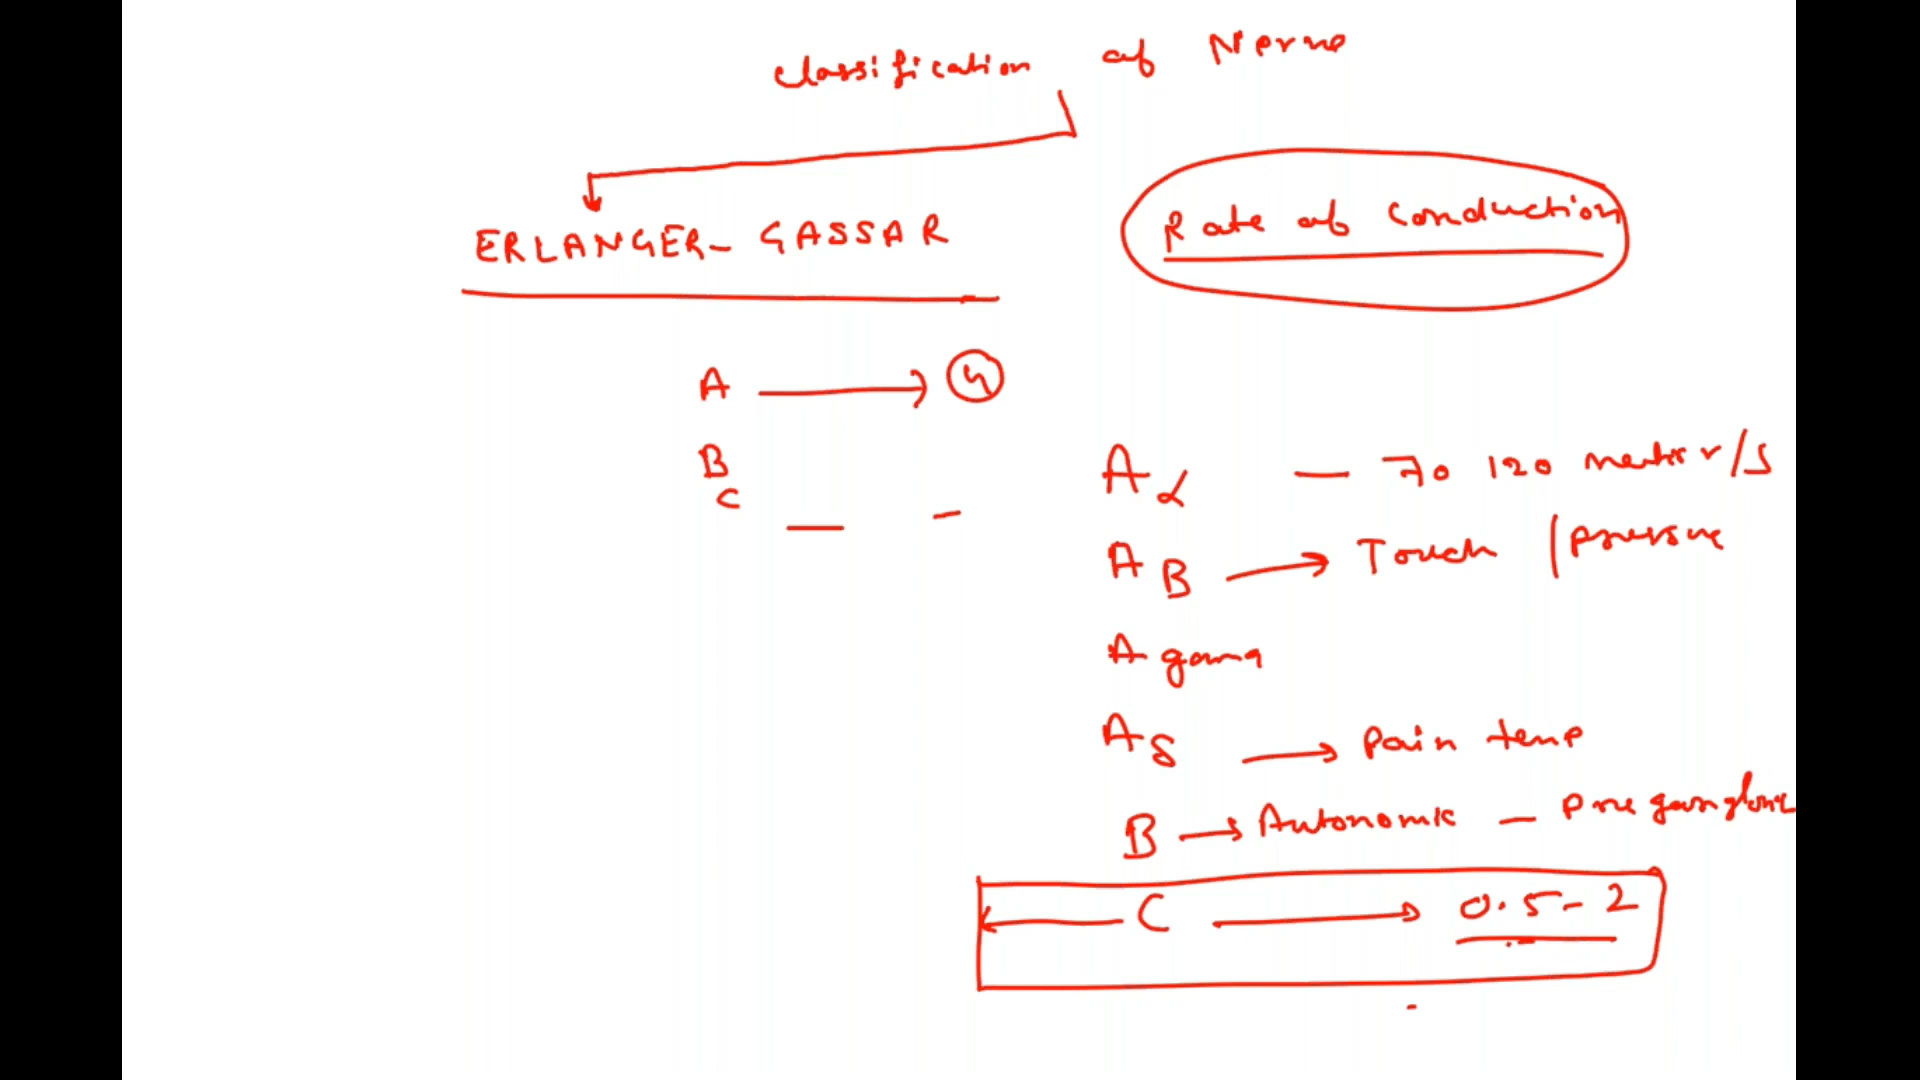 classification of Nerve
ERLANGER- GASSAR
Rate of conduction
A → 4
B
C
Aα — 70 120 meter/s
AB → Touch / pressure
A gama
Aδ → Pain temp
B → Autonomic — pre
C → 0.5-2